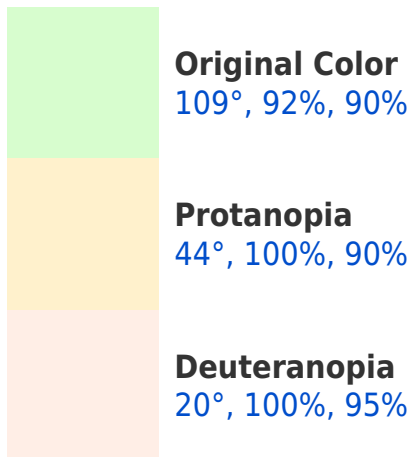 Original Color
109°, 92%, 90%
Protanopia
44°, 100%, 90%
Deuteranopia
20°, 100%, 95%